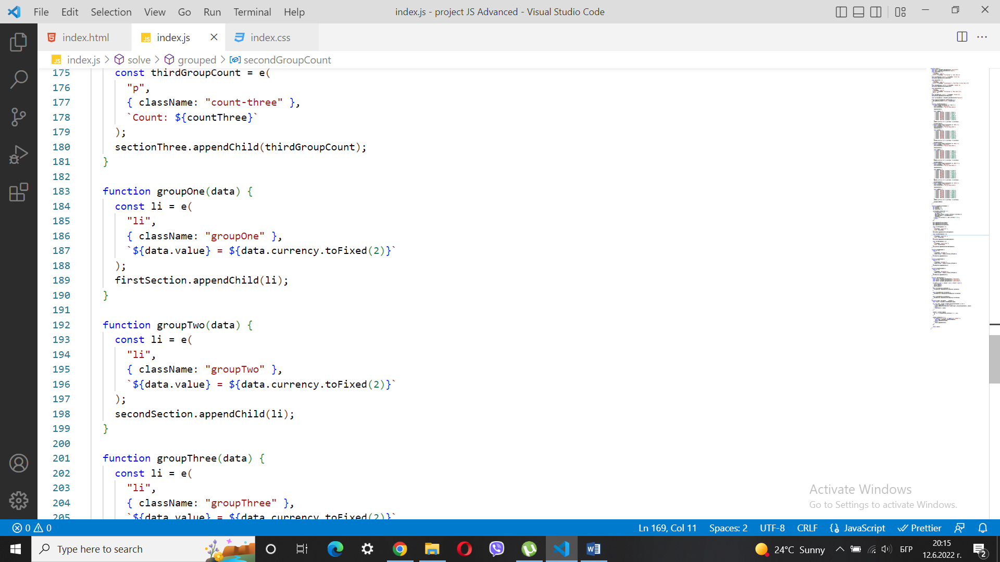 File Edit Selection View Go Run Terminal Help index.js - project JS Advanced - Visual Studio Code
index.html index.js index.css
index.js > solve > grouped > secondGroupCount
175 const thirdGroupCount = e(
176 "p",
177 { className: "count-three" },
178 `Count: ${countThree}`
179 );
180 sectionThree.appendChild(thirdGroupCount);
181 }
182
183 function groupOne(data) {
184 const li = e(
185 "li",
186 { className: "groupOne" },
187 `${data.value} = ${data.currency.toFixed(2)}`
188 );
189 firstSection.appendChild(li);
190 }
191
192 function groupTwo(data) {
193 const li = e(
194 "li",
195 { className: "groupTwo" },
196 `${data.value} = ${data.currency.toFixed(2)}`
197 );
198 secondSection.appendChild(li);
199 }
200
201 function groupThree(data) {
202 const li = e(
203 "li",
204 { className: "groupThree" },
205 `${data.value} = ${data.currency.toFixed(2)}`
Activate Windows
Go to Settings to activate Windows.
0 0 Ln 169, Col 11 Spaces: 2 UTF-8 CRLF JavaScript Prettier
Type here to search 24°C Sunny БГР 20:15
12.6.2022 г. 2